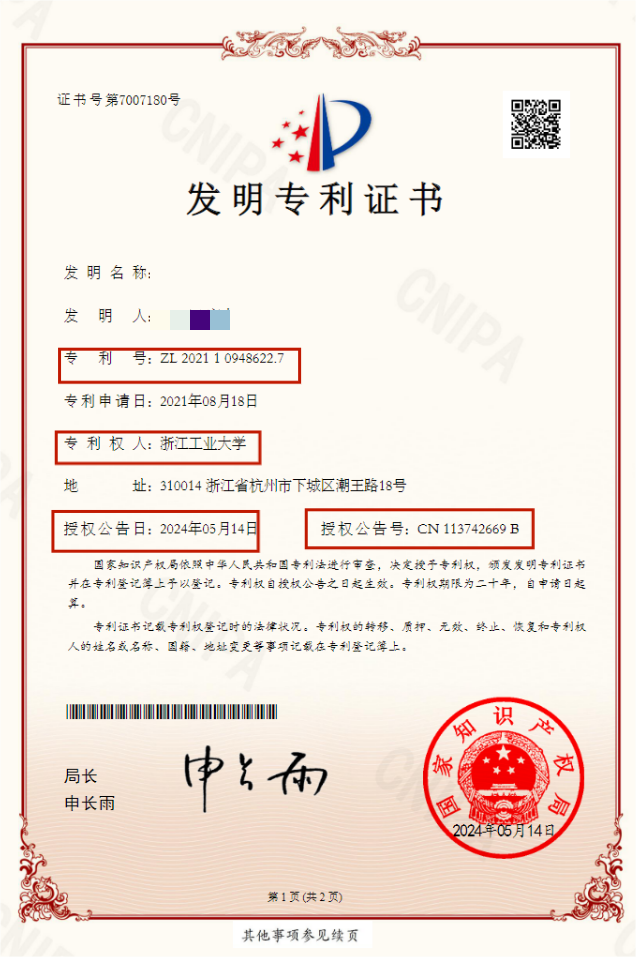 证书号第7007180号
发明专利证书
发明名称:
发明人:
专利号: ZL 2021 1 0948622.7
专利申请日: 2021年08月18日
专利权人: 浙江工业大学
地址: 310014 浙江省杭州市下城区潮王路18号
授权公告日: 2024年05月14日 授权公告号: CN 113742669 B
国家知识产权局依照中华人民共和国专利法进行审查,决定授予专利权,颁发发明专利证书
并在专利登记簿上予以登记。专利权自授权公告之日起生效。专利权期限为二十年,自申请日起
算。
专利证书记载专利权登记时的法律状况。专利权的转移、质押、无效、终止、恢复和专利权
人的姓名或名称、国籍、地址变更等事项记载在专利登记簿上。
局长
申长雨
申长雨
国家知识产权局
2024年05月14日
第1页(共2页)
其他事项参见续页
CNIPA
CNIPA
CNIPA
CNIPA